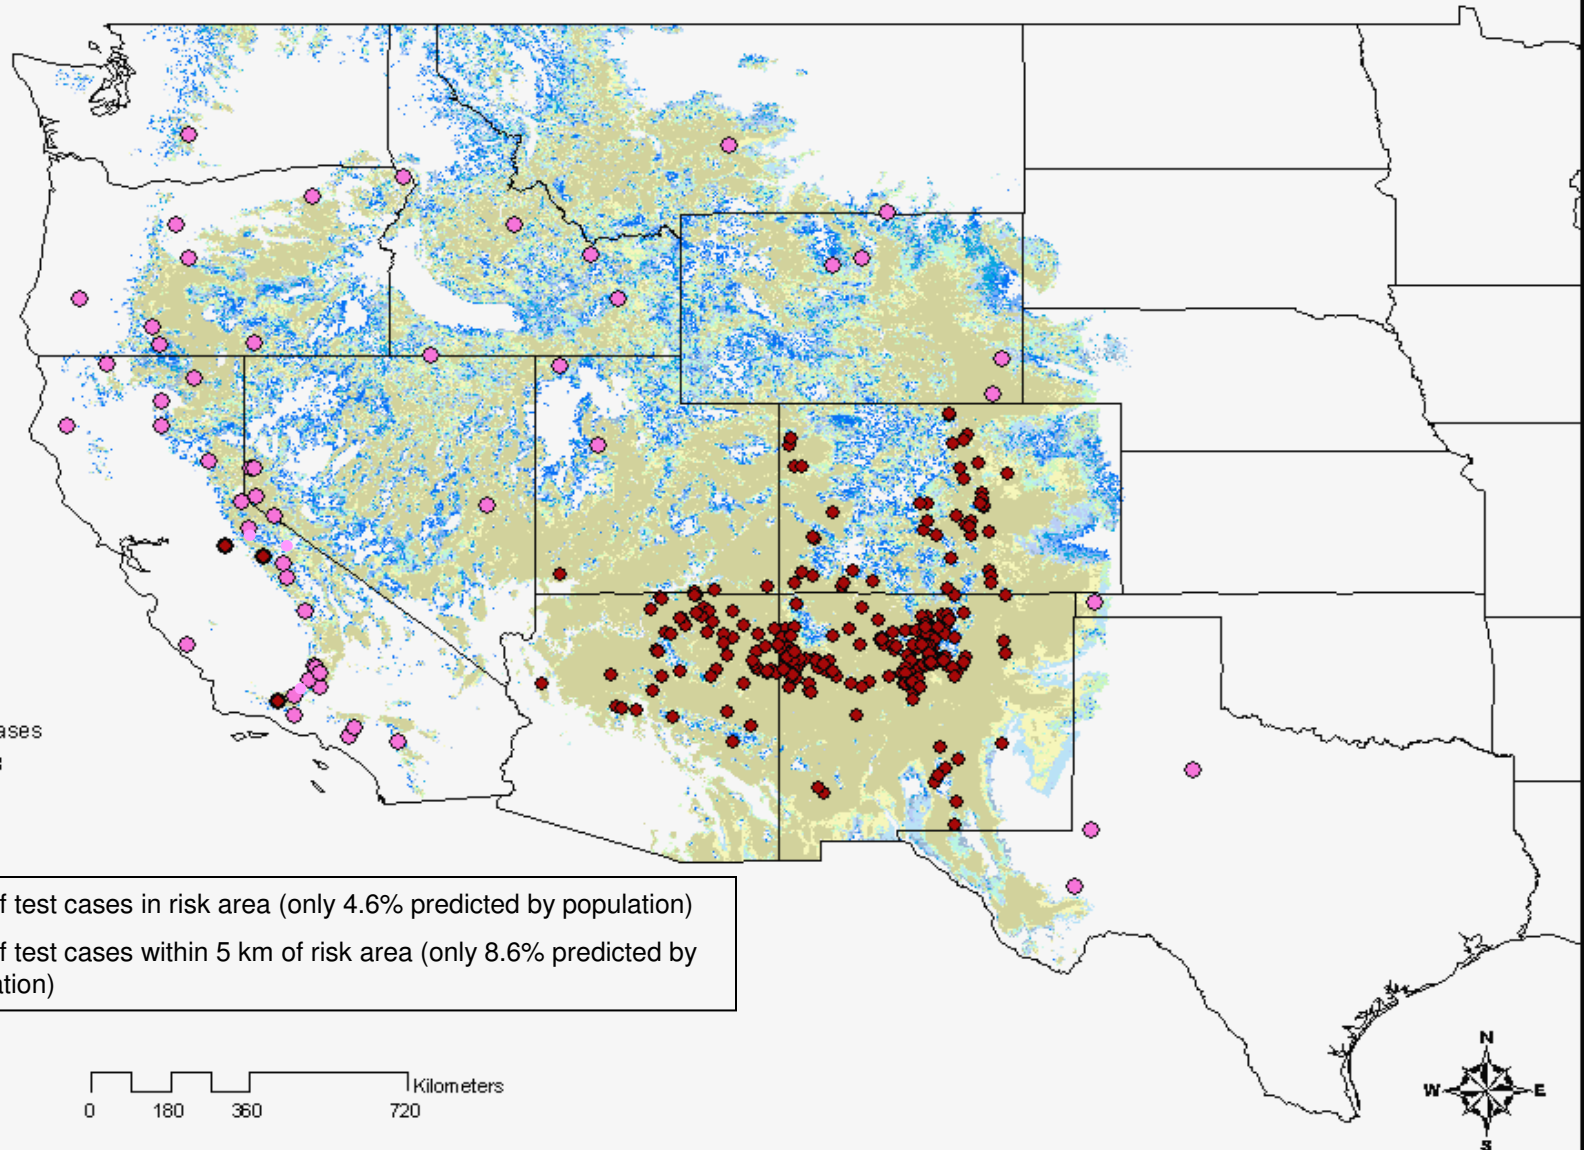 ases
f test cases in risk area (only 4.6% predicted by population)
f test cases within 5 km of risk area (only 8.6% predicted by
ation)
Kilometers
0 180 360 720
N
W E
S